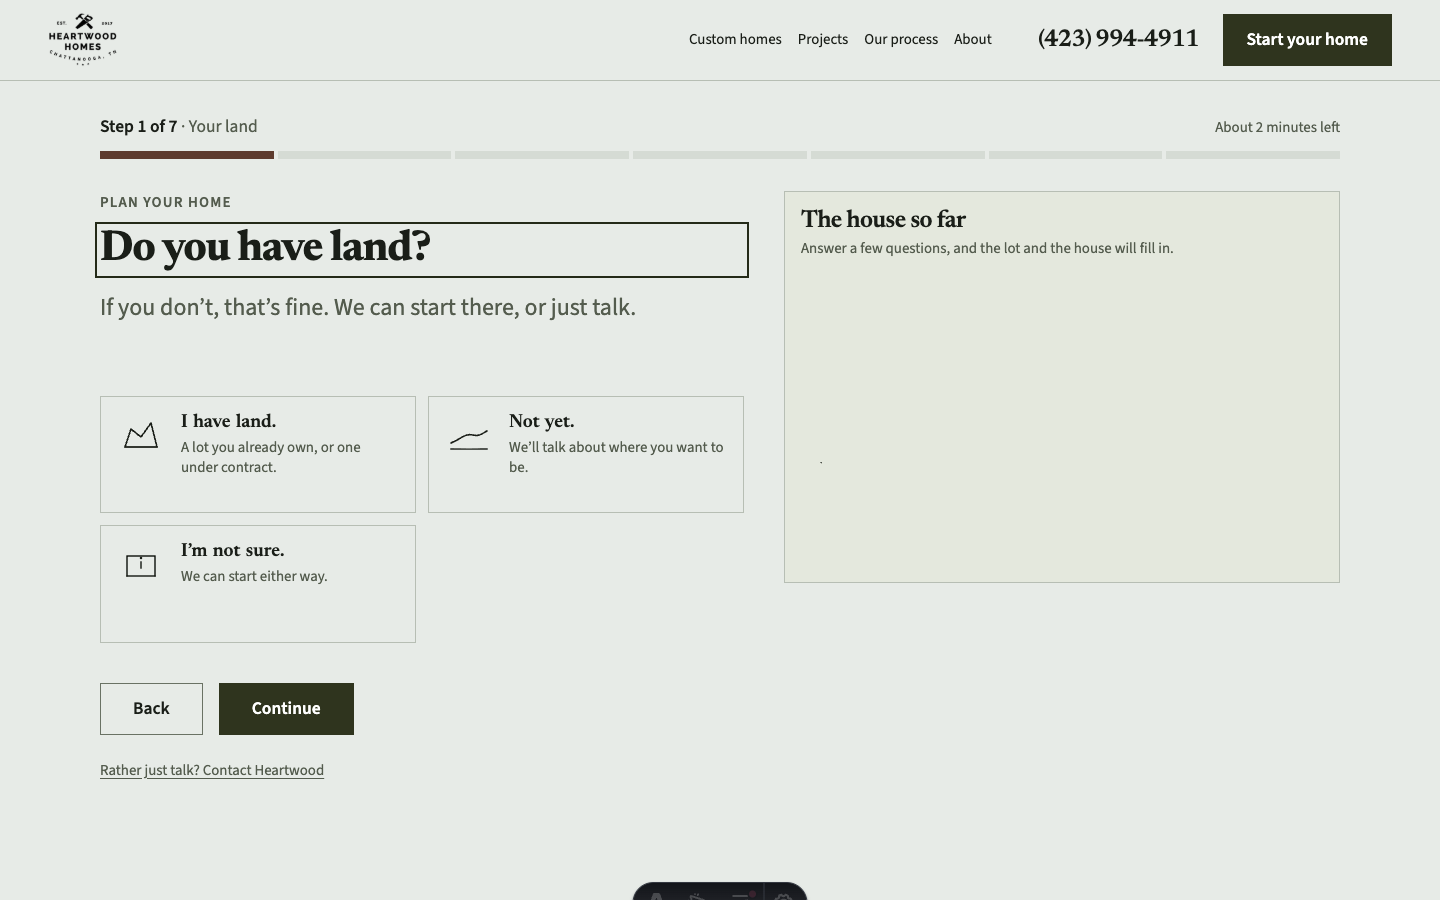 EST. 2017
HEARTWOOD
HOMES
CHATTANOOGA, TN
Custom homes
Projects
Our process
About
(423) 994-4911
Start your home
Step 1 of 7 · Your land
About 2 minutes left
PLAN YOUR HOME
Do you have land?
If you don’t, that’s fine. We can start there, or just talk.
The house so far
Answer a few questions, and the lot and the house will fill in.
I have land.
A lot you already own, or one
under contract.
Not yet.
We’ll talk about where you want to
be.
I’m not sure.
We can start either way.
Back
Continue
Rather just talk? Contact Heartwood